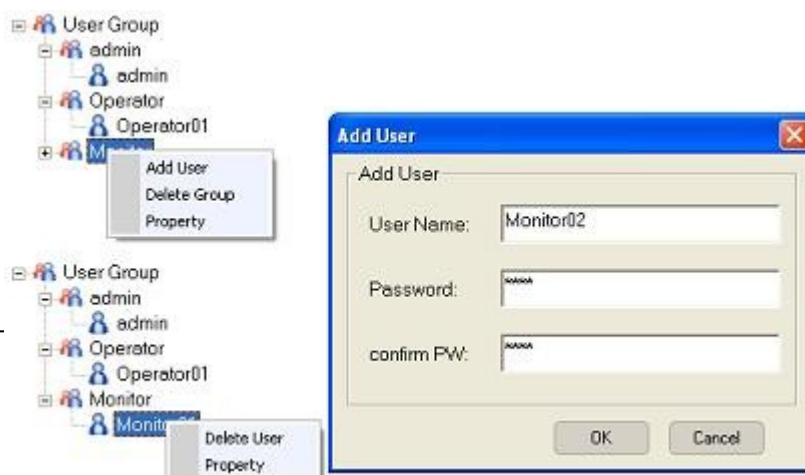 User Group
admin
admin
Operator
Operator01
Add User
Delete Group
Property
User Group
admin
admin
Operator
Operator01
Monitor
Delete User
Property
Add User
Add User
User Name: Monitor02
Password: ****
confirm PW: ****
OK Cancel